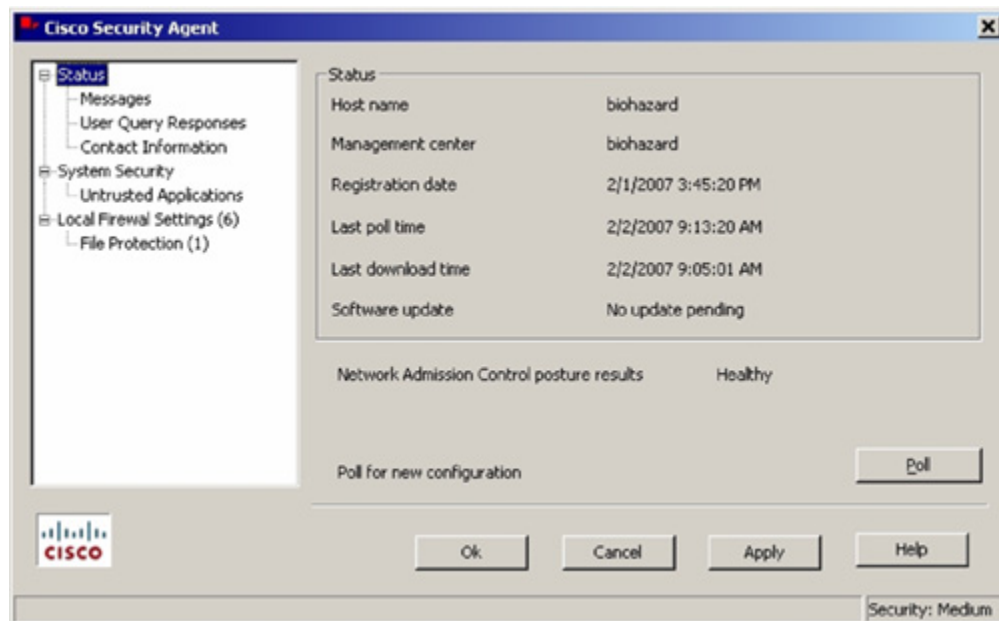 Cisco Security Agent
Status
Messages
User Query Responses
Contact Information
System Security
Untrusted Applications
Local Firewal Settings (6)
File Protection (1)
Status
Host name biohazard
Management center biohazard
Registration date 2/1/2007 3:45:20 PM
Last poll time 2/2/2007 9:13:20 AM
Last download time 2/2/2007 9:05:01 AM
Software update No update pending
Network Admission Control posture results Healthy
Poll for new configuration Poll
CISCO
Ok Cancel Apply Help
Security: Medium